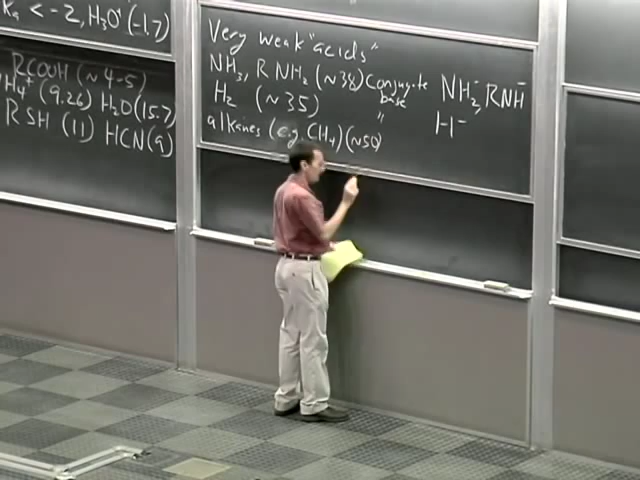 Ka < -2, H₃O⁺ (-1.7)
RCOOH (~ 4-5)
H₄⁺ (9.26) H₂O (15.7)
RSH (11) HCN (9)
Very weak "acids"
NH₃, RNH₂ (~38) Conjugate base NH₂⁻, RNH⁻
H₂ (~35) " H⁻
alkanes (e.g. CH₄) (~50)